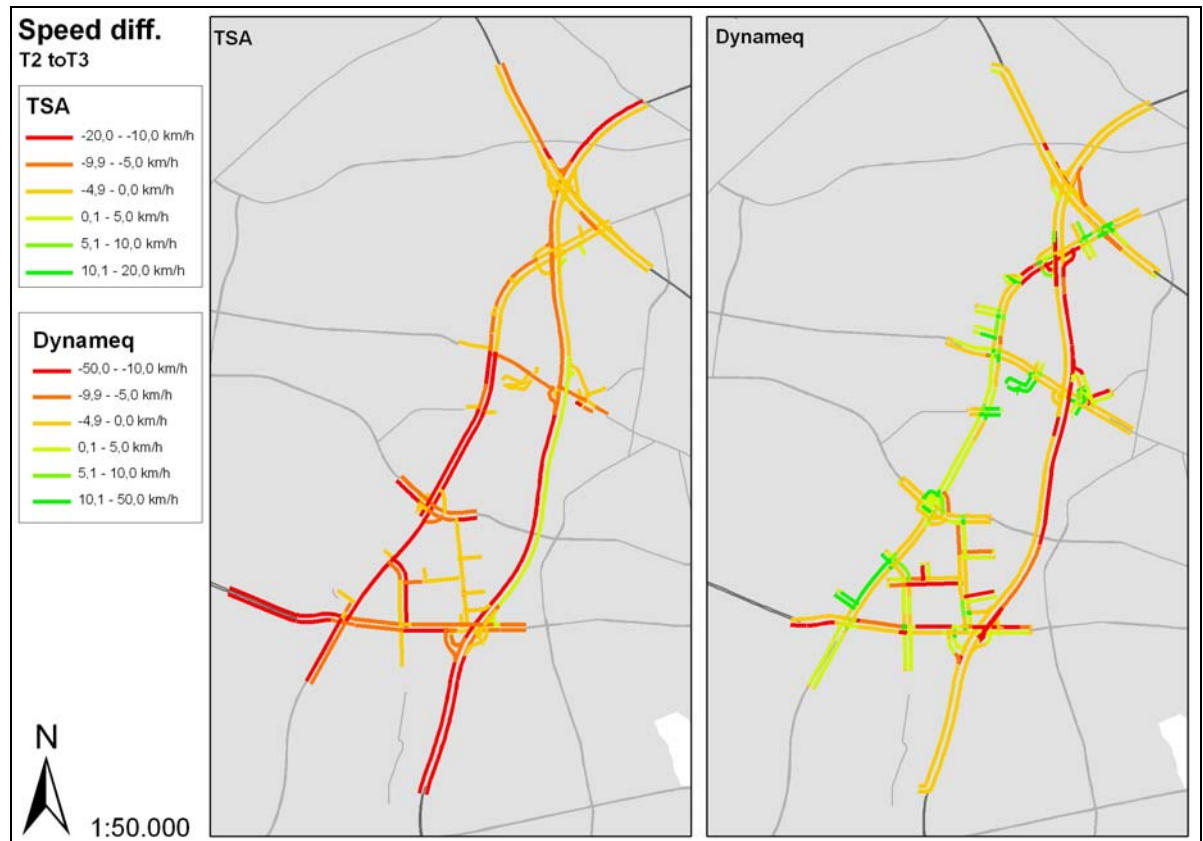 Speed diff.
T2 toT3
TSA
-20,0 - -10,0 km/h
-9,9 - -5,0 km/h
-4,9 - 0,0 km/h
0,1 - 5,0 km/h
5,1 - 10,0 km/h
10,1 - 20,0 km/h
Dynameq
-50,0 - -10,0 km/h
-9,9 - -5,0 km/h
-4,9 - 0,0 km/h
0,1 - 5,0 km/h
5,1 - 10,0 km/h
10,1 - 50,0 km/h
N
1:50.000
TSA
Dynameq